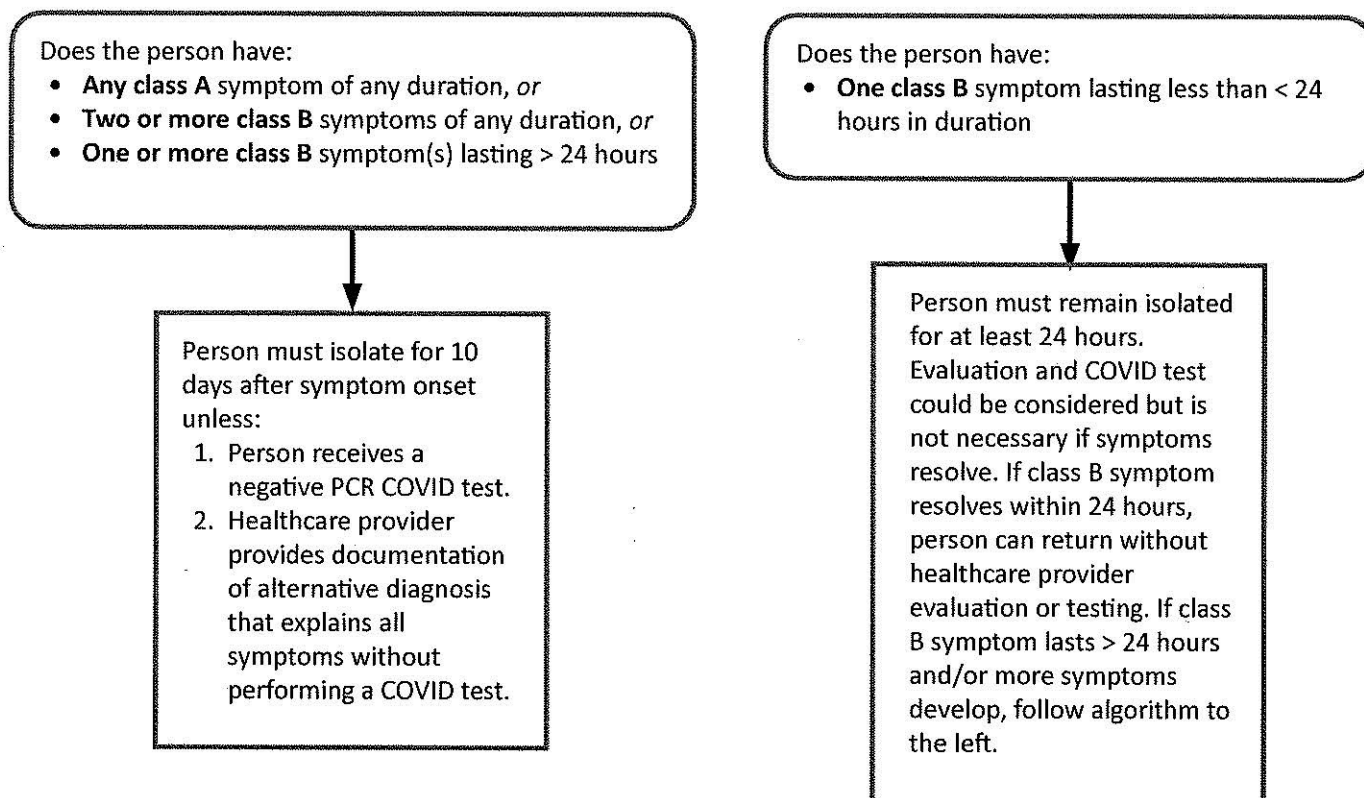 Does the person have:
• Any class A symptom of any duration, or
• Two or more class B symptoms of any duration, or
• One or more class B symptom(s) lasting > 24 hours
Person must isolate for 10
days after symptom onset
unless:
1. Person receives a
negative PCR COVID test.
2. Healthcare provider
provides documentation
of alternative diagnosis
that explains all
symptoms without
performing a COVID test.
Does the person have:
• One class B symptom lasting less than < 24
hours in duration
Person must remain isolated
for at least 24 hours.
Evaluation and COVID test
could be considered but is
not necessary if symptoms
resolve. If class B symptom
resolves within 24 hours,
person can return without
healthcare provider
evaluation or testing. If class
B symptom lasts > 24 hours
and/or more symptoms
develop, follow algorithm to
the left.